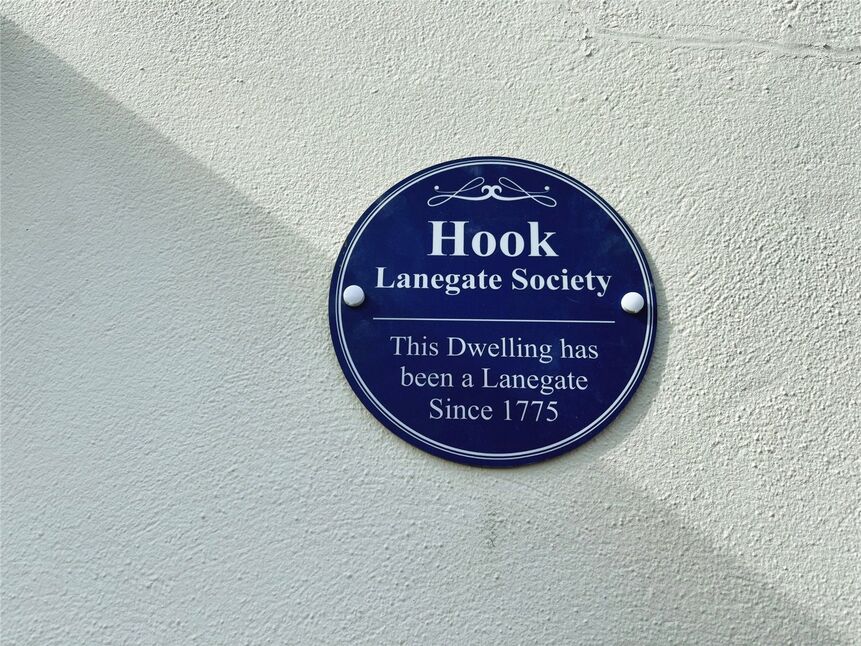 Hook
Lanegate Society
This Dwelling has
been a Lanegate
Since 1775